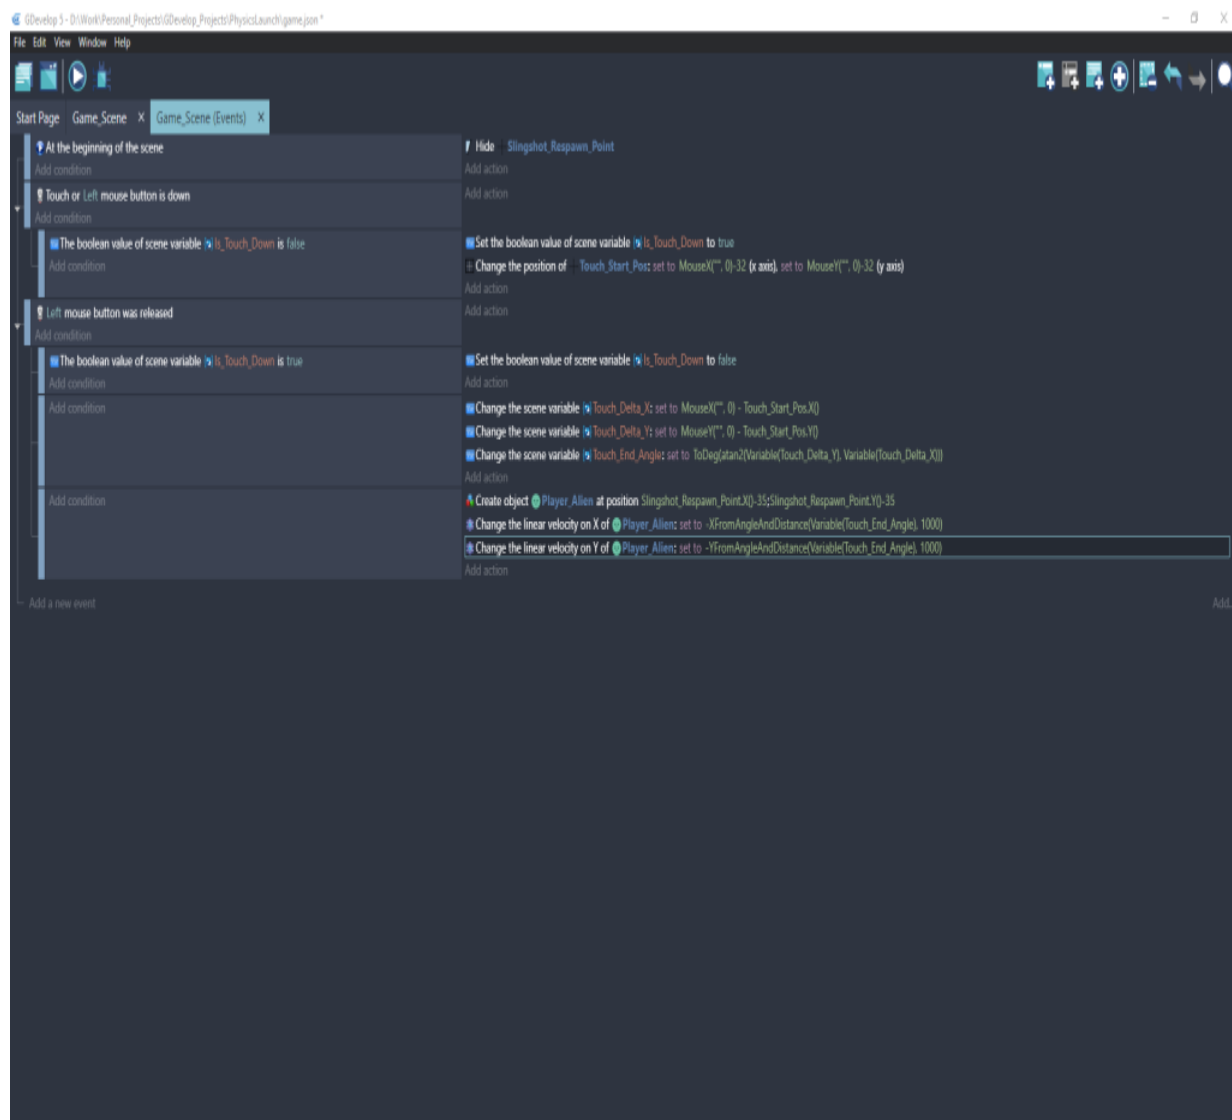 GDevelop 5 - D:\Work\Personal_Projects\GDevelop_Projects\PhysicsLaunch\game.json *
File Edit View Window Help
Start Page Game_Scene X Game_Scene (Events) X
At the beginning of the scene
Add condition
Hide Slingshot_Respawn_Point
Add action
Touch or Left mouse button is down
Add condition
Add action
The boolean value of scene variable Is_Touch_Down is false
Add condition
Set the boolean value of scene variable Is_Touch_Down to true
Change the position of Touch_Start_Pos: set to MouseX("", 0)-32 (x axis), set to MouseY("", 0)-32 (y axis)
Add action
Left mouse button was released
Add condition
Add action
The boolean value of scene variable Is_Touch_Down is true
Add condition
Set the boolean value of scene variable Is_Touch_Down to false
Add action
Add condition
Change the scene variable Touch_Delta_X: set to MouseX("", 0) - Touch_Start_Pos.X()
Change the scene variable Touch_Delta_Y: set to MouseY("", 0) - Touch_Start_Pos.Y()
Change the scene variable Touch_End_Angle: set to ToDeg(atan2(Variable(Touch_Delta_Y), Variable(Touch_Delta_X)))
Add action
Add condition
Create object Player_Alien at position Slingshot_Respawn_Point.X()-35;Slingshot_Respawn_Point.Y()-35
Change the linear velocity on X of Player_Alien: set to -XFromAngleAndDistance(Variable(Touch_End_Angle), 1000)
Change the linear velocity on Y of Player_Alien: set to -YFromAngleAndDistance(Variable(Touch_End_Angle), 1000)
Add action
Add a new event
Add.